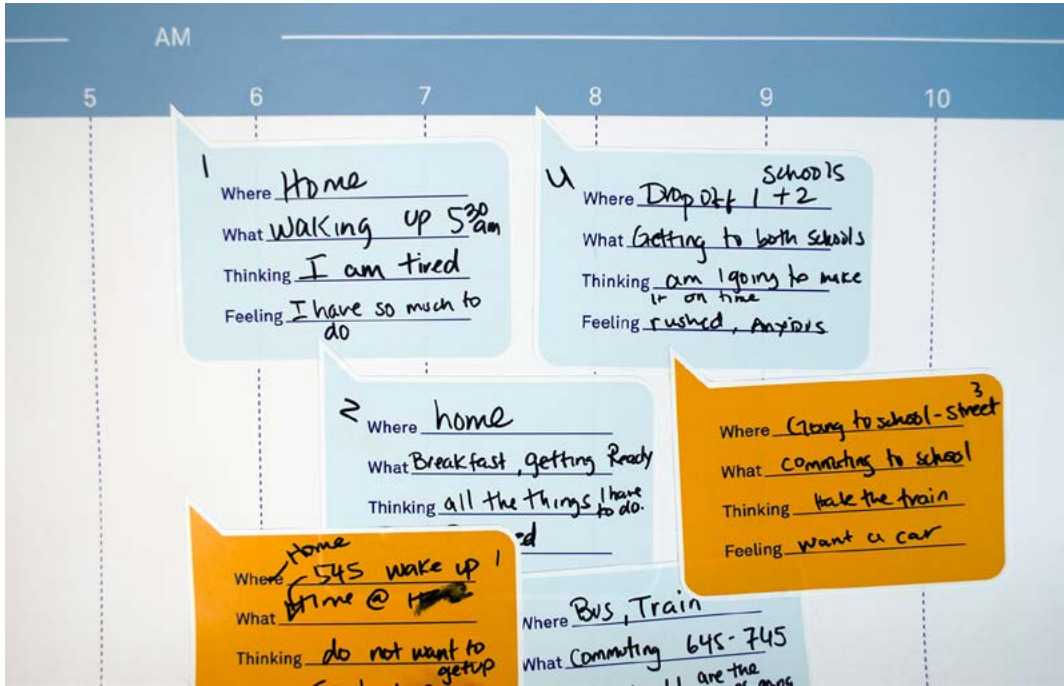 AM
5 6 7 8 9 10
1
Where Home
What Waking up 5 30 am
Thinking I am tired
Feeling I have so much to
do
4
schools
Where Drop off 1 + 2
What Getting to both schools
Thinking am I going to make
it on time
Feeling rushed, Anxious
2
Where home
What Breakfast, getting Ready
Thinking all the things I have
to do.
3
Where Going to school - Street
What commuting to school
Thinking Hate the train
Feeling want a car
Home
Where 545 wake up 1
What time @
Thinking do not want to
getup
Where Bus, Train
What Commuting 645-745
are the